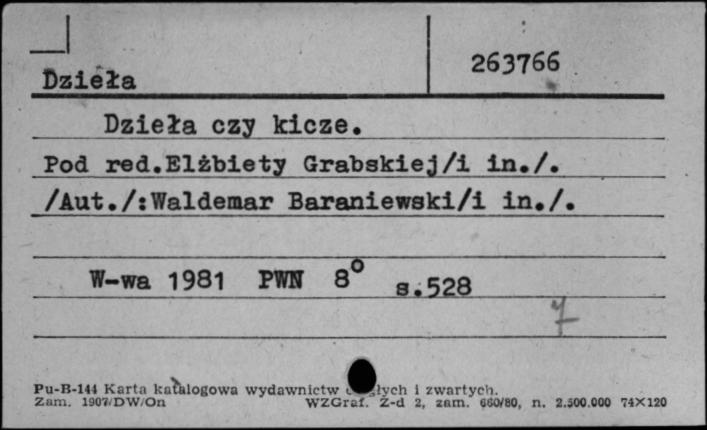 263766
Dzieła
Dzieła czy kicze.
Pod red.Elżbiety Grabskiej/i in./.
/Aut./:Waldemar Baraniewski/i in./.
W-wa 1981 PWN 8° s.528
7
Pu-B-144 Karta katalogowa wydawnictw i zwartych.
Zam. 1907/DW/On WZGraf. Z-d 2, zam. 660/80, n. 2.500.000 74×120